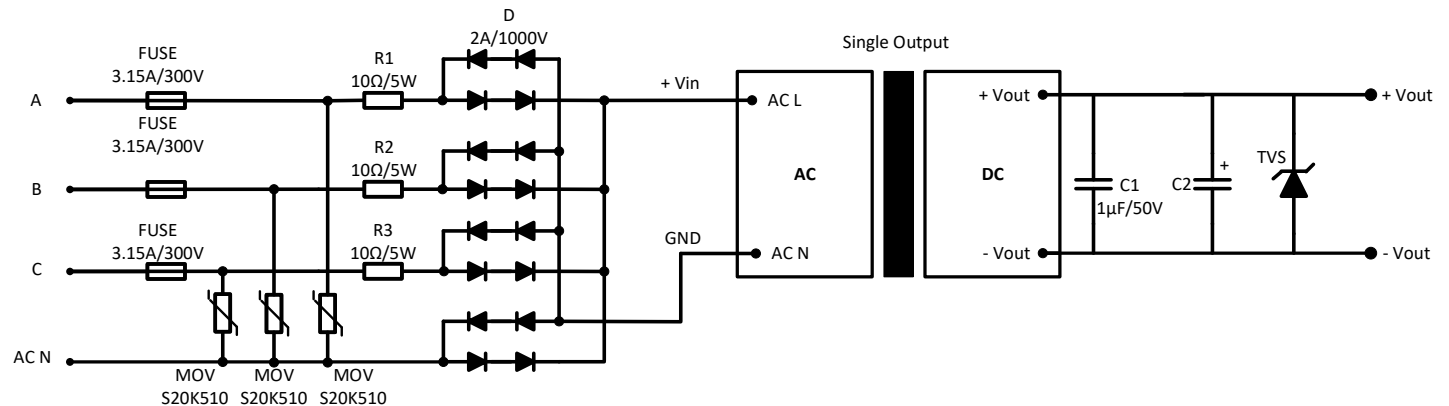 D
2A/1000V
Single Output
FUSE
3.15A/300V
R1
10Ω/5W
A
+ Vin
AC L
+ Vout
+ Vout
FUSE
3.15A/300V
R2
10Ω/5W
B
AC
DC
C1
1µF/50V
C2
+
TVS
FUSE
3.15A/300V
R3
10Ω/5W
C
GND
AC N
- Vout
- Vout
AC N
MOV
S20K510
MOV
S20K510
MOV
S20K510